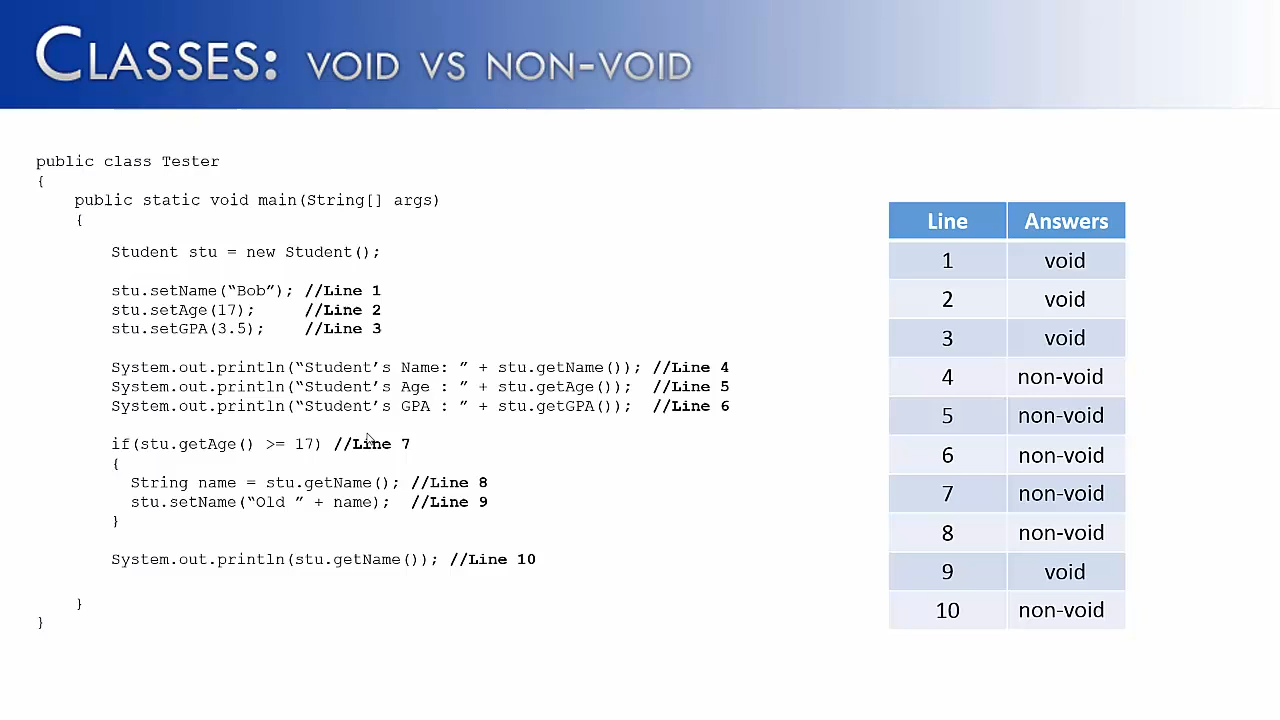 CLASSES: VOID VS NON-VOID
public class Tester
{
public static void main(String[] args)
{
Student stu = new Student();
stu.setName(“Bob”); //Line 1
stu.setAge(17); //Line 2
stu.setGPA(3.5); //Line 3
System.out.println(“Student’s Name: ” + stu.getName()); //Line 4
System.out.println(“Student’s Age : ” + stu.getAge()); //Line 5
System.out.println(“Student’s GPA : ” + stu.getGPA()); //Line 6
if(stu.getAge() >= 17) //Line 7
{
String name = stu.getName(); //Line 8
stu.setName(“Old ” + name); //Line 9
}
System.out.println(stu.getName()); //Line 10
}
}
Line Answers
1 void
2 void
3 void
4 non-void
5 non-void
6 non-void
7 non-void
8 non-void
9 void
10 non-void